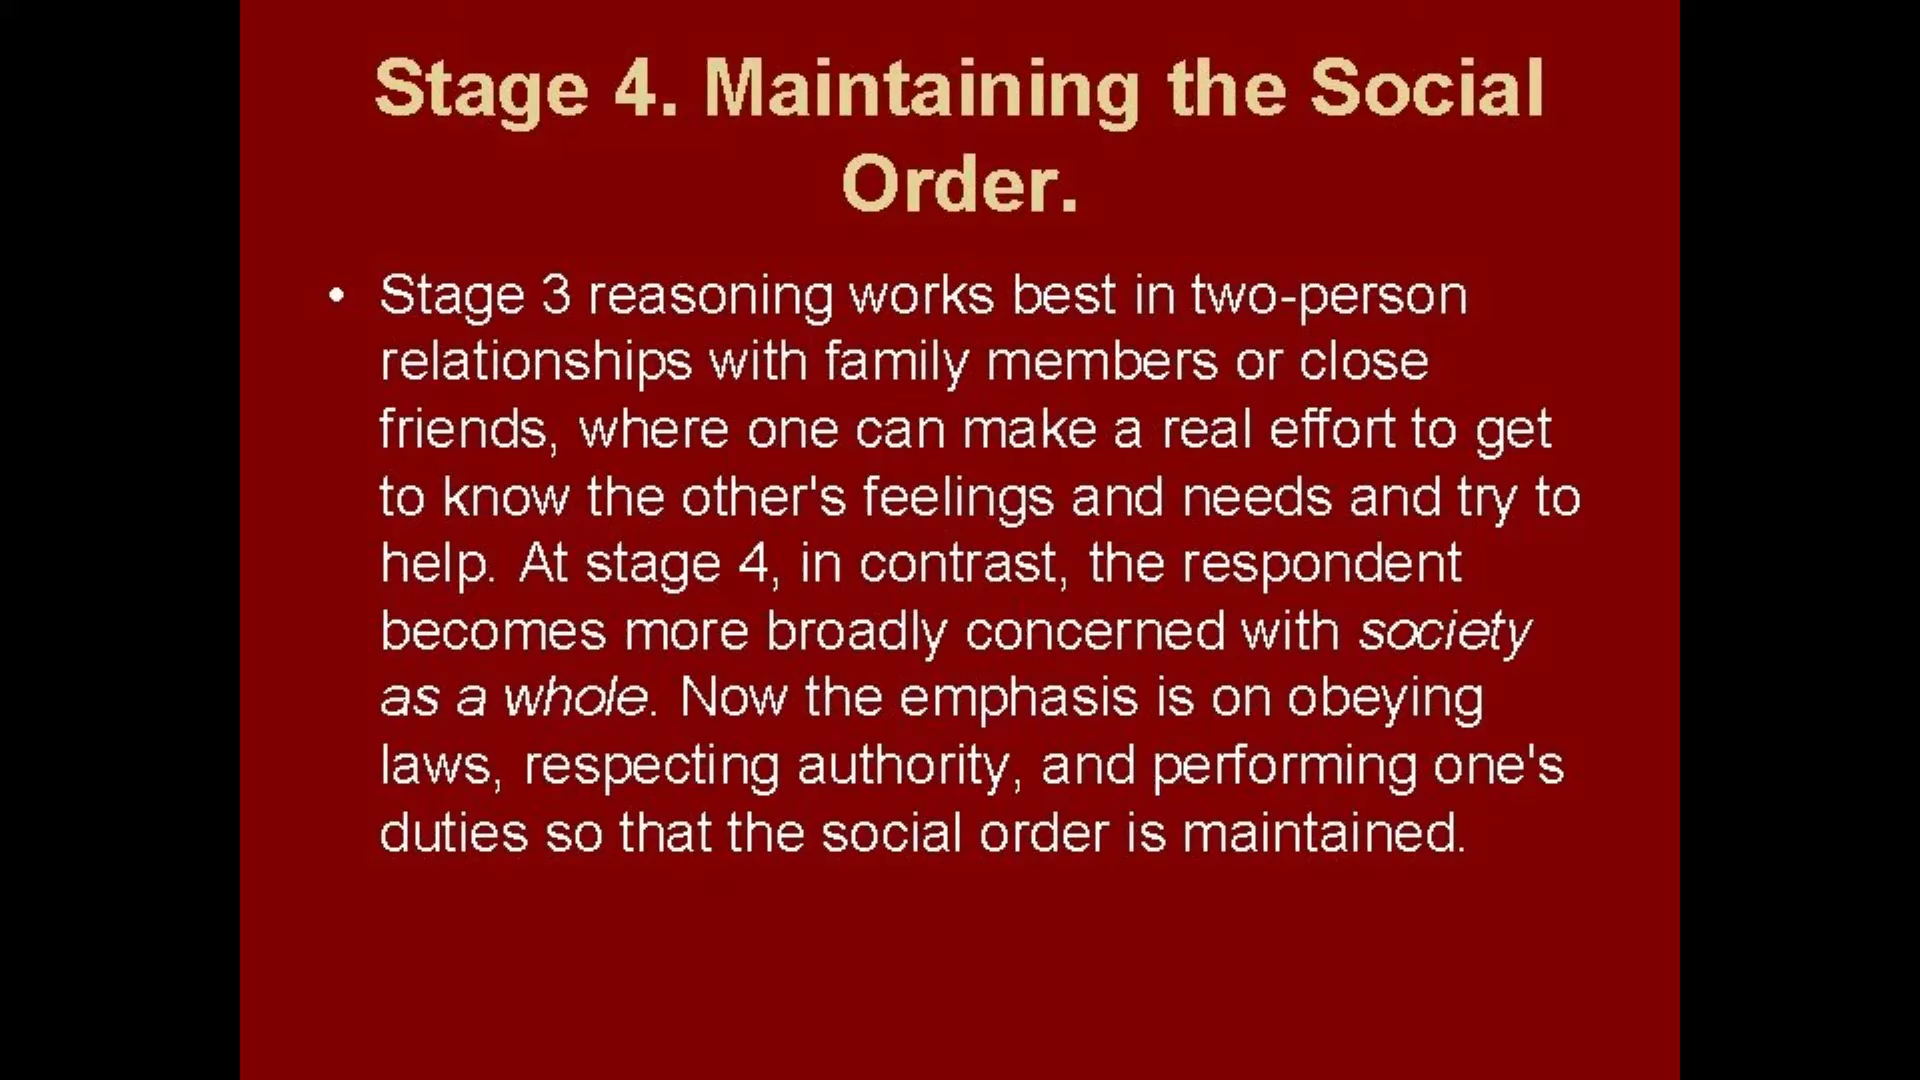 Stage 4. Maintaining the Social
Order.
• Stage 3 reasoning works best in two-person
relationships with family members or close
friends, where one can make a real effort to get
to know the other's feelings and needs and try to
help. At stage 4, in contrast, the respondent
becomes more broadly concerned with society
as a whole. Now the emphasis is on obeying
laws, respecting authority, and performing one's
duties so that the social order is maintained.